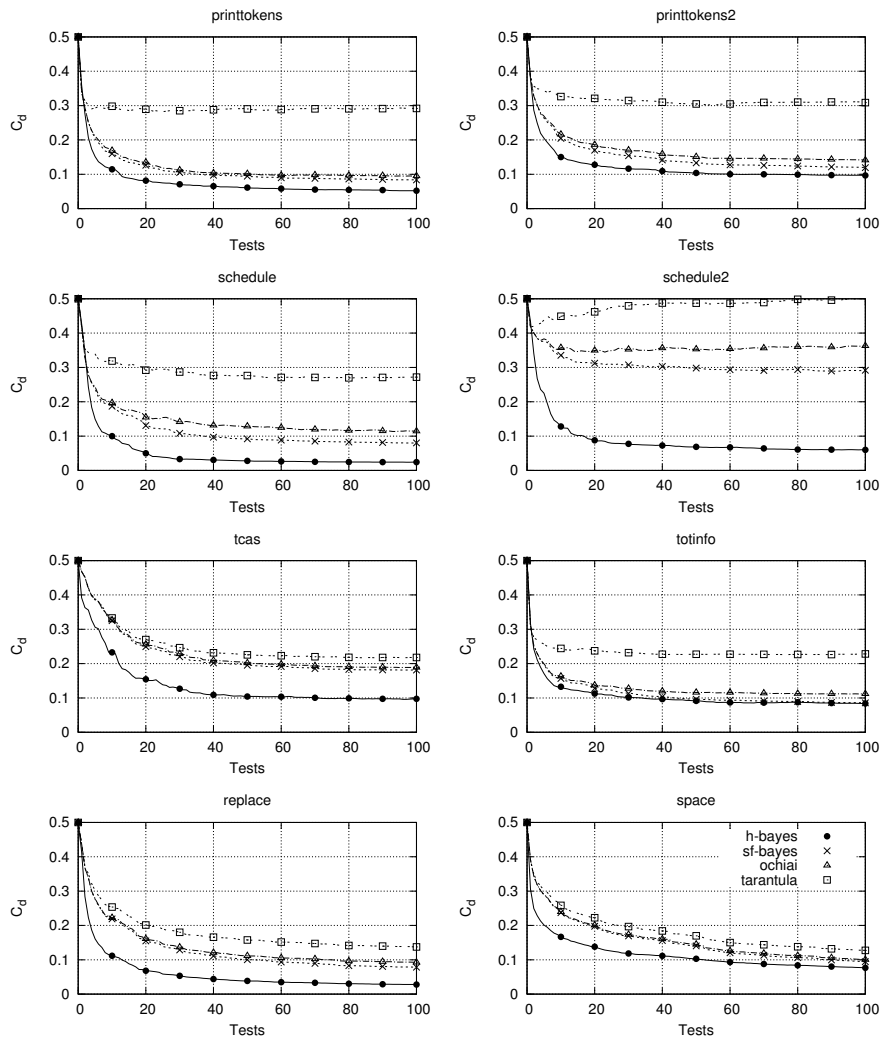 printtokens
0.5
0.4
0.3
0.2
0.1
0
C_d
0 20 40 60 80 100
Tests
printtokens2
0.5
0.4
0.3
0.2
0.1
0
C_d
0 20 40 60 80 100
Tests
schedule
0.5
0.4
0.3
0.2
0.1
0
C_d
0 20 40 60 80 100
Tests
schedule2
0.5
0.4
0.3
0.2
0.1
0
C_d
0 20 40 60 80 100
Tests
tcas
0.5
0.4
0.3
0.2
0.1
0
C_d
0 20 40 60 80 100
Tests
totinfo
0.5
0.4
0.3
0.2
0.1
0
C_d
0 20 40 60 80 100
Tests
replace
0.5
0.4
0.3
0.2
0.1
0
C_d
0 20 40 60 80 100
Tests
space
0.5
0.4
0.3
0.2
0.1
0
C_d
h-bayes
sf-bayes
ochiai
tarantula
0 20 40 60 80 100
Tests